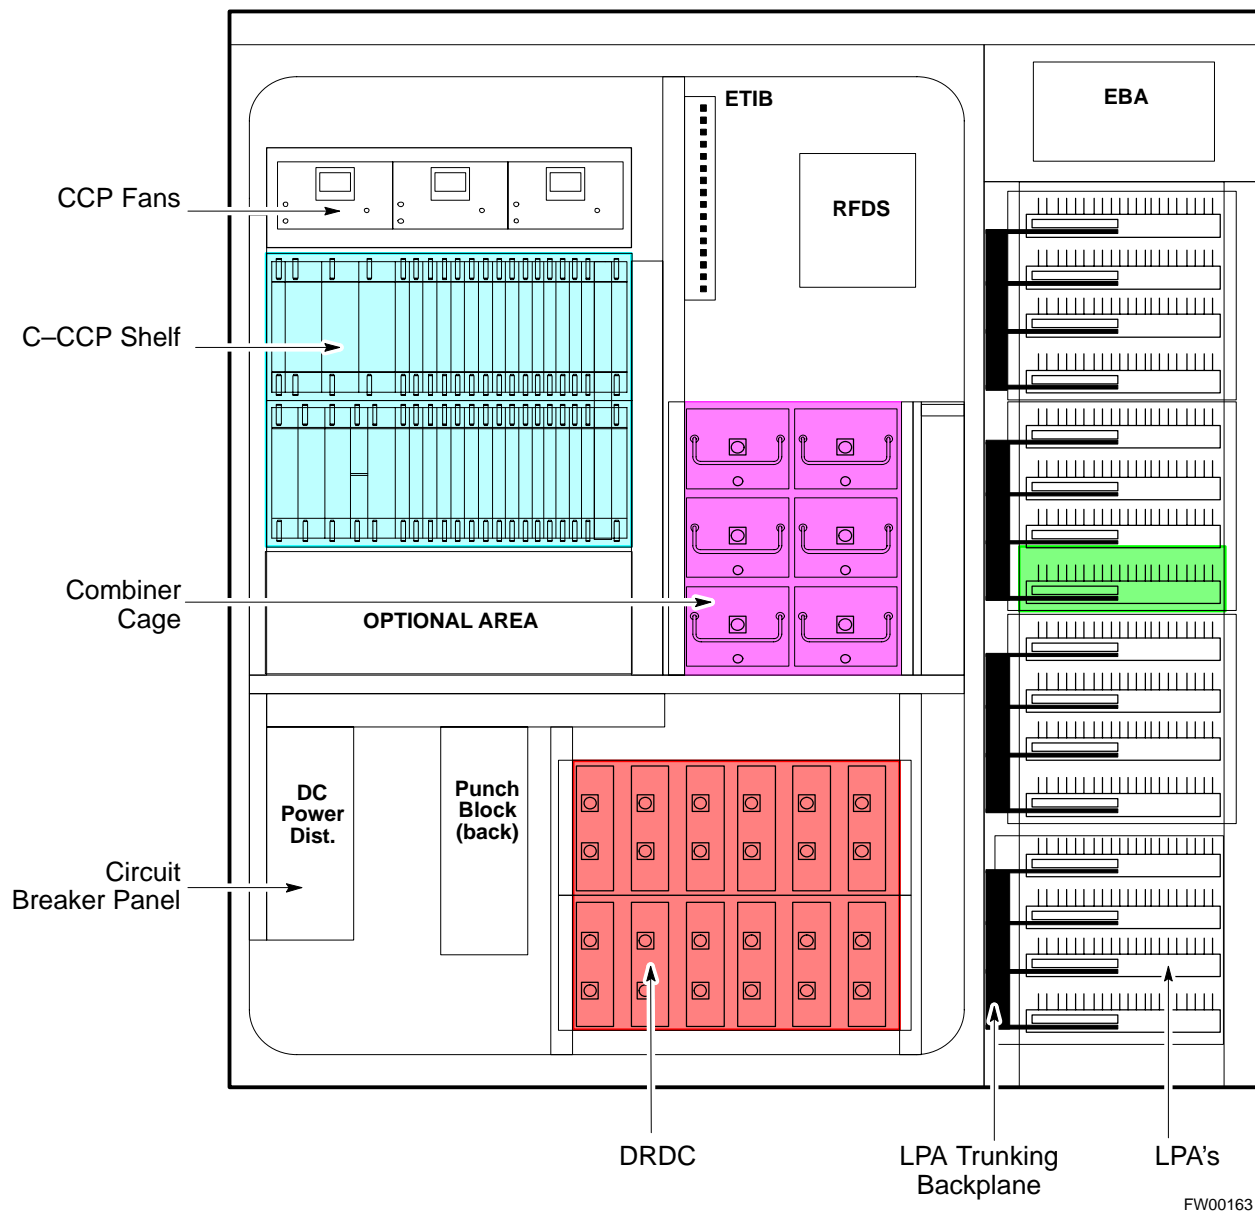 ETIB
EBA
CCP Fans
RFDS
C–CCP Shelf
Combiner
Cage
OPTIONAL AREA
DC
Power
Dist.
Punch
Block
(back)
Circuit
Breaker Panel
DRDC
LPA Trunking
Backplane
LPA's
FW00163